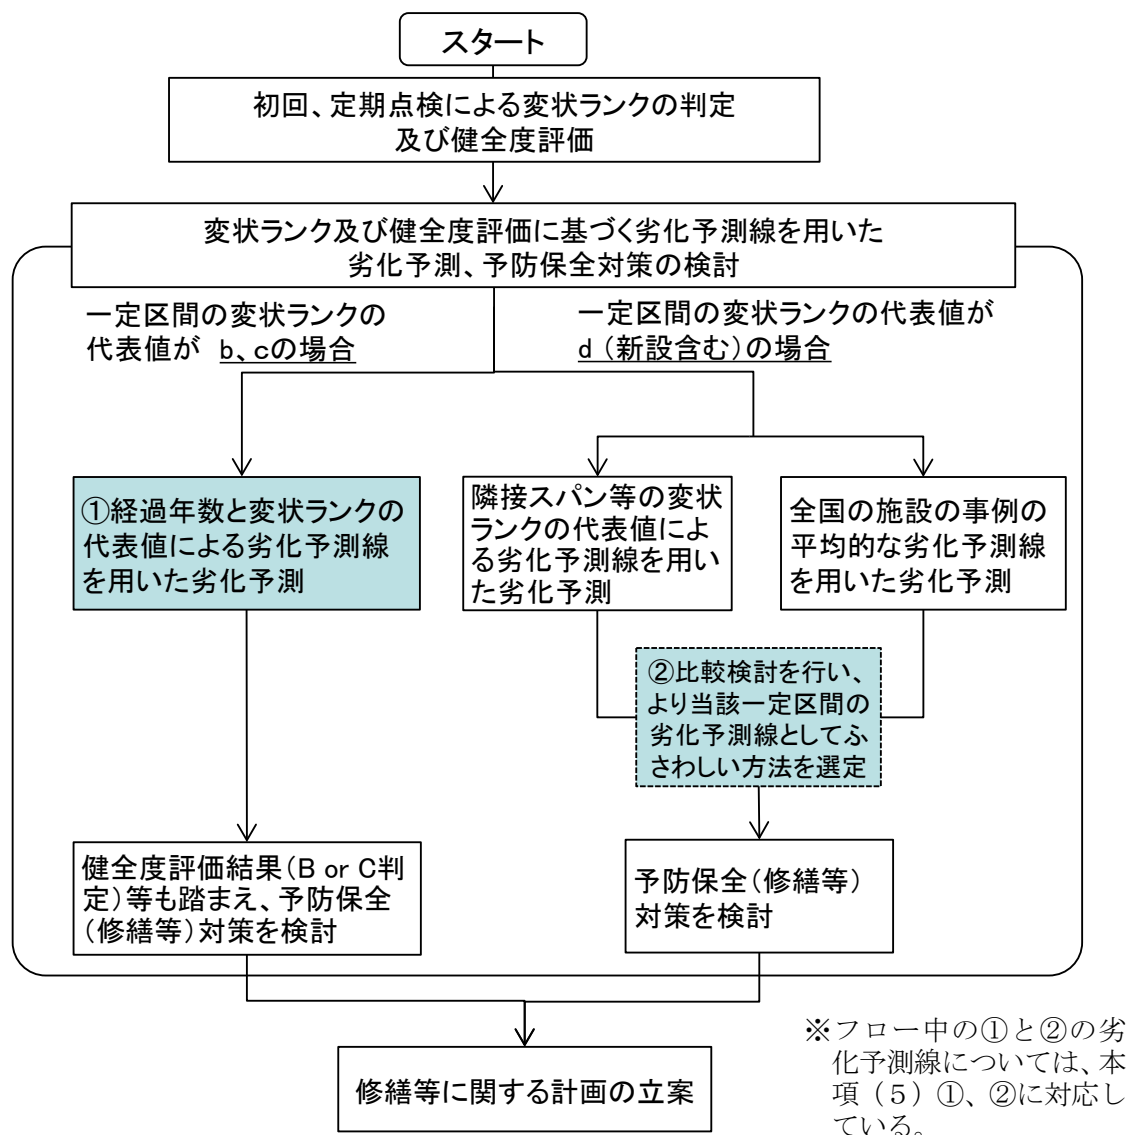 スタート
初回、定期点検による変状ランクの判定
及び健全度評価
変状ランク及び健全度評価に基づく劣化予測線を用いた
劣化予測、予防保全対策の検討
一定区間の変状ランクの
代表値が b、cの場合
一定区間の変状ランクの代表値が
d（新設含む）の場合
①経過年数と変状ランクの
代表値による劣化予測線
を用いた劣化予測
隣接スパン等の変状
ランクの代表値によ
る劣化予測線を用い
た劣化予測
全国の施設の事例の
平均的な劣化予測線
を用いた劣化予測
②比較検討を行い、
より当該一定区間の
劣化予測線としてふ
さわしい方法を選定
健全度評価結果（B or C判
定）等も踏まえ、予防保全
（修繕等）対策を検討
予防保全（修繕等）
対策を検討
修繕等に関する計画の立案
※フロー中の①と②の劣
化予測線については、本
項（５）①、②に対応し
ている。